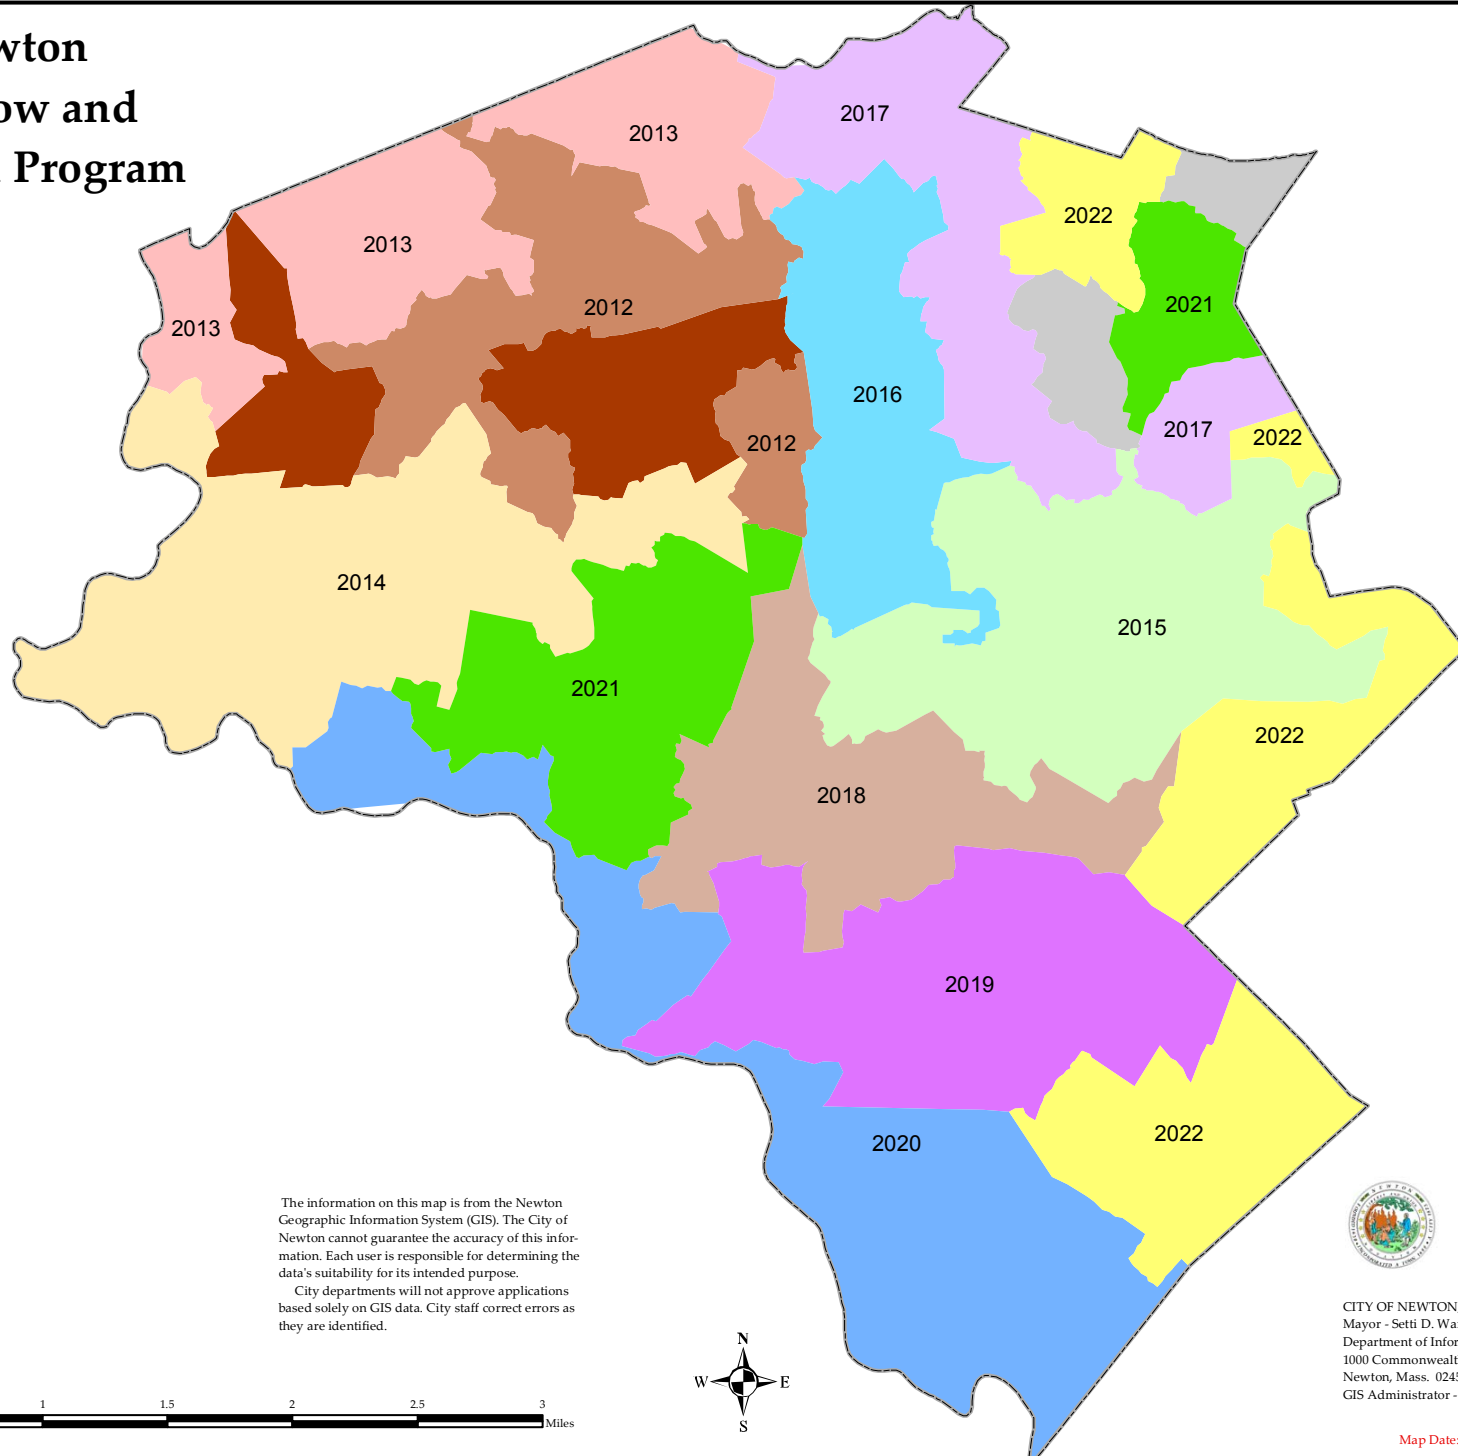 wton
ow and
Program
2017
2013
2022
2013
2021
2012
2013
2016
2017
2022
2012
2014
2015
2021
2022
2018
2019
2022
2020
The information on this map is from the Newton
Geographic Information System (GIS). The City of
Newton cannot guarantee the accuracy of this infor-
mation. Each user is responsible for determining the
data's suitability for its intended purpose.
City departments will not approve applications
based solely on GIS data. City staff correct errors as
they are identified.
N
W E
S
1 1.5 2 2.5 3
Miles
CITY OF NEWTON,
Mayor - Setti D. Wa
Department of Infor
1000 Commonwealt
Newton, Mass. 0245
GIS Administrator -
Map Date: